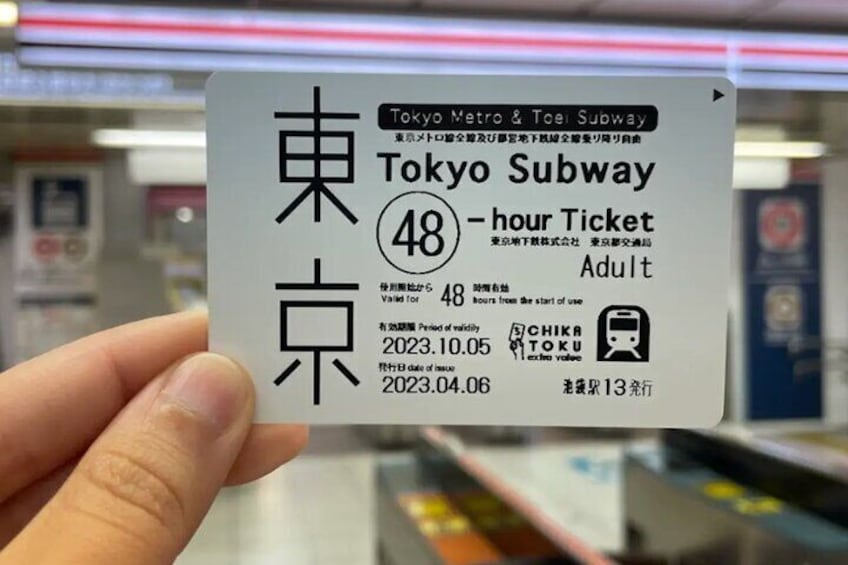 東京
Tokyo Metro & Toei Subway
東京メトロ線全線及び都営地下鉄線全線乗り降り自由
Tokyo Subway
48-hour Ticket
東京地下鉄株式会社 東京都交通局
Adult
使用開始から 48 時間有効
Valid for hours from the start of use
有効期限 Period of validity
2023.10.05
CHIKA
TOKU
extra value
発行日 date of issue
2023.04.06
池袋駅13発行